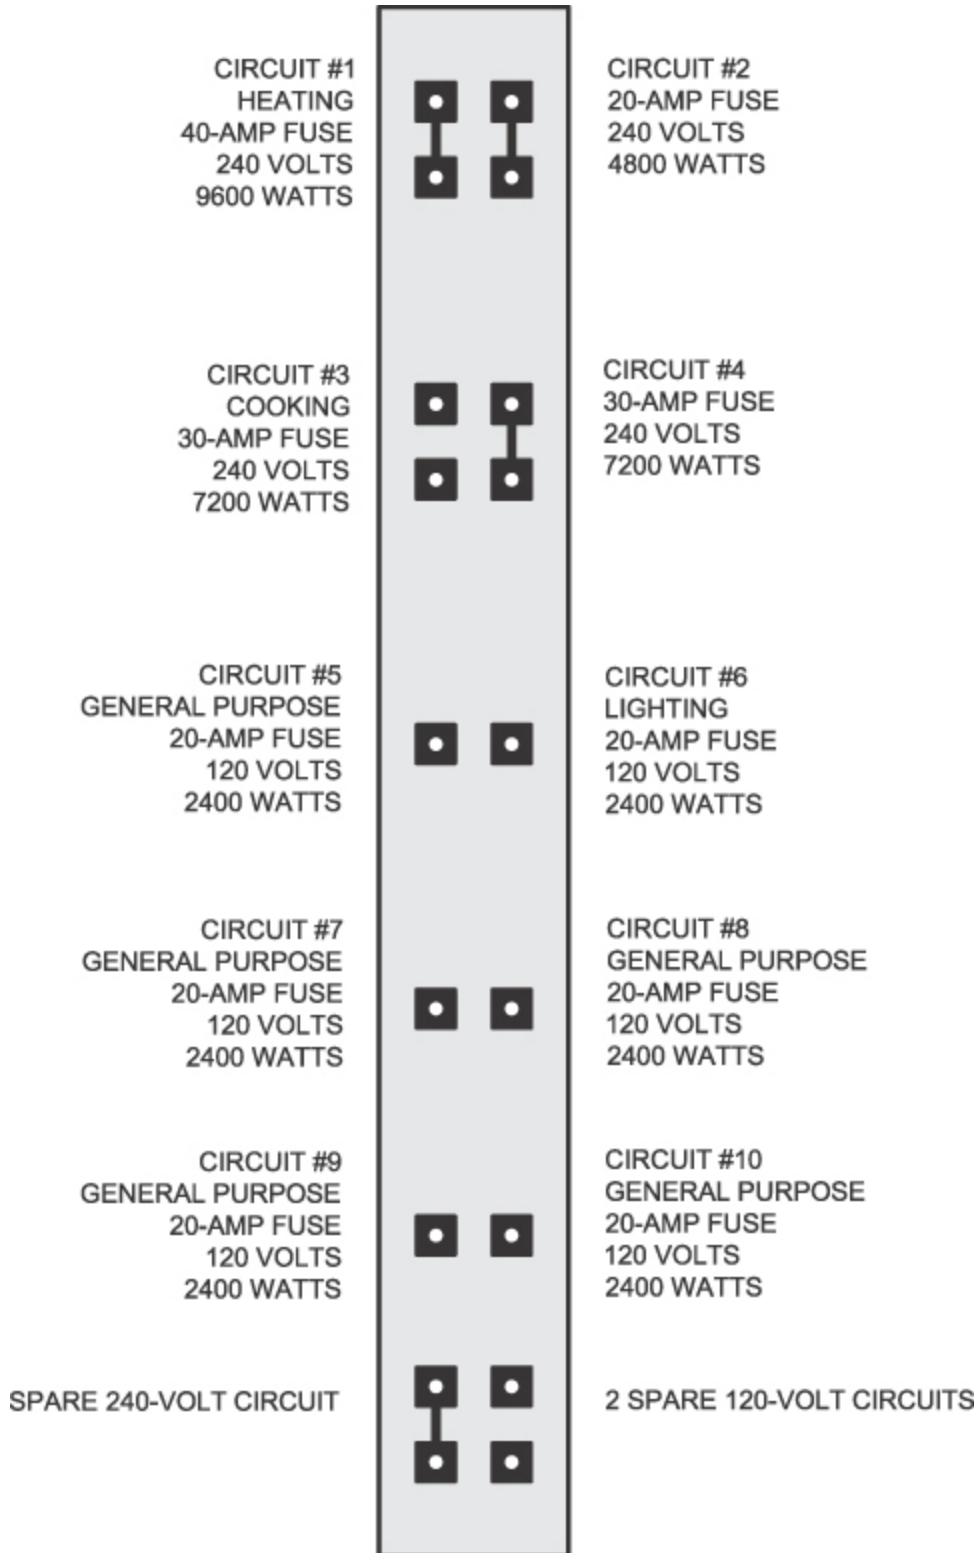 CIRCUIT #1
HEATING
40-AMP FUSE
240 VOLTS
9600 WATTS
CIRCUIT #2
20-AMP FUSE
240 VOLTS
4800 WATTS
CIRCUIT #3
COOKING
30-AMP FUSE
240 VOLTS
7200 WATTS
CIRCUIT #4
30-AMP FUSE
240 VOLTS
7200 WATTS
CIRCUIT #5
GENERAL PURPOSE
20-AMP FUSE
120 VOLTS
2400 WATTS
CIRCUIT #6
LIGHTING
20-AMP FUSE
120 VOLTS
2400 WATTS
CIRCUIT #7
GENERAL PURPOSE
20-AMP FUSE
120 VOLTS
2400 WATTS
CIRCUIT #8
GENERAL PURPOSE
20-AMP FUSE
120 VOLTS
2400 WATTS
CIRCUIT #9
GENERAL PURPOSE
20-AMP FUSE
120 VOLTS
2400 WATTS
CIRCUIT #10
GENERAL PURPOSE
20-AMP FUSE
120 VOLTS
2400 WATTS
SPARE 240-VOLT CIRCUIT
2 SPARE 120-VOLT CIRCUITS